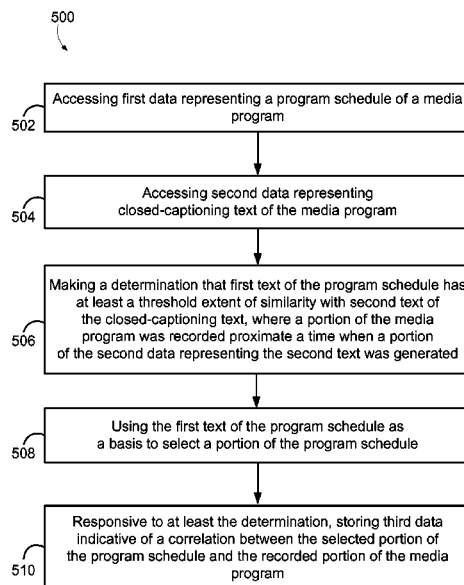 500
Accessing first data representing a program schedule of a media
program
502
Accessing second data representing
closed-captioning text of the media program
504
Making a determination that first text of the program schedule has
at least a threshold extent of similarity with second text of
the closed-captioning text, where a portion of the media
program was recorded proximate a time when a portion
of the second data representing the second text was generated
506
Using the first text of the program schedule as
a basis to select a portion of the program schedule
508
Responsive to at least the determination, storing third data
indicative of a correlation between the selected portion of
the program schedule and the recorded portion of the media
program
510